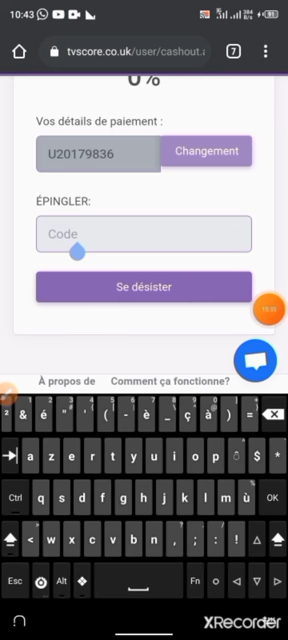 10:43
tvscore.co.uk/user/cashout.a
7
0%
Vos détails de paiement :
U20179836
Changement
ÉPINGLER:
Code
Se désister
À propos de Comment ça fonctionne?
² & é " ' ( - è _ ç à ) =
a z e r t y u i o p $ *
Ctrl q s d f g h j k l m ù OK
< w x c v b n , ; : !
Esc Alt Fn
XRecorder